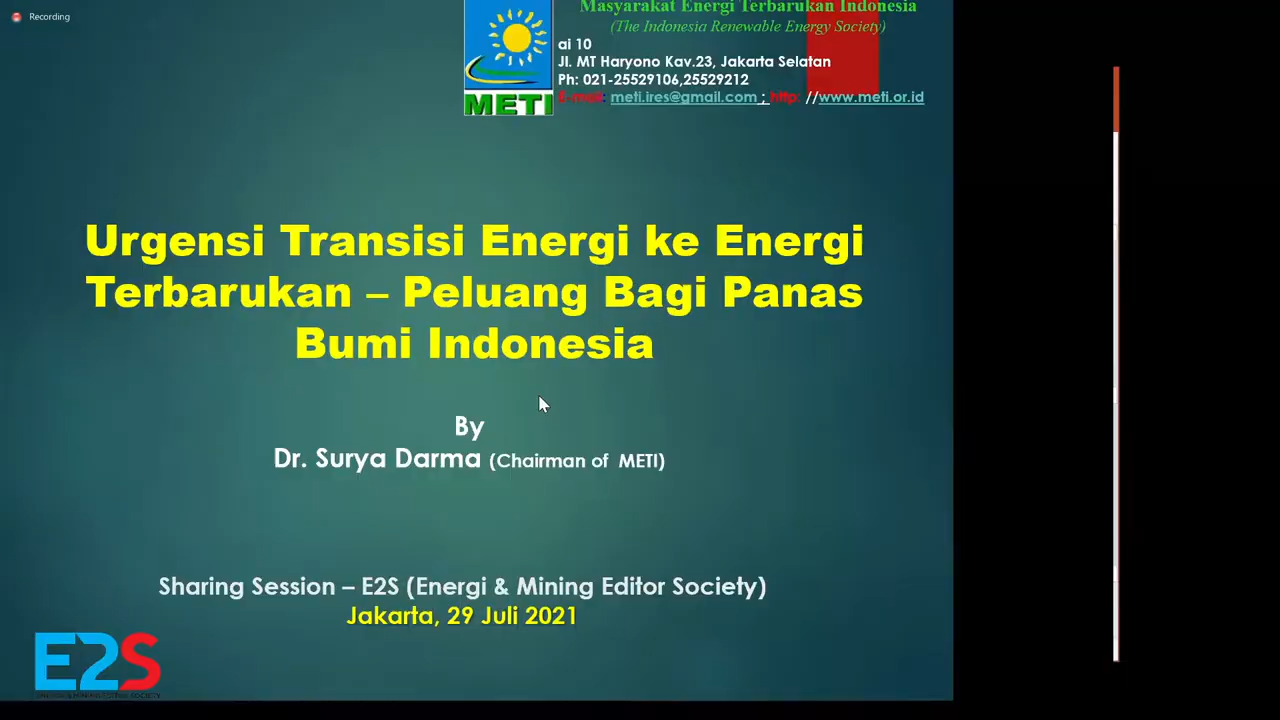 Recording
Masyarakat Energi Terbarukan Indonesia
(The Indonesia Renewable Energy Society)
ai 10
Jl. MT Haryono Kav.23, Jakarta Selatan
Ph: 021-25529106,25529212
E-mail: meti.ires@gmail.com ; http: //www.meti.or.id
METI
Urgensi Transisi Energi ke Energi
Terbarukan – Peluang Bagi Panas
Bumi Indonesia
By
Dr. Surya Darma (Chairman of METI)
Sharing Session – E2S (Energi & Mining Editor Society)
Jakarta, 29 Juli 2021
E2S